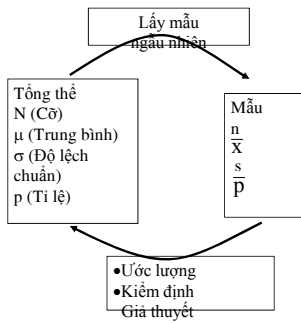 Lấy mẫu
ngẫu nhiên
Tổng thể
N (Cỡ)
μ (Trung bình)
σ (Độ lệch
chuẩn)
p (Tỉ lệ)
Mẫu
n
x̄
s
p̄
•Ước lượng
•Kiểm định
Giả thuyết